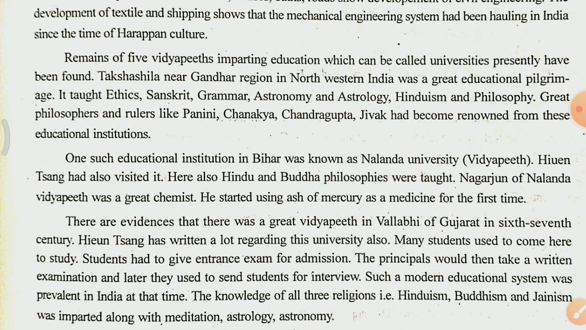 development of textile and shipping shows that the mechanical engineering system had been hauling in India
since the time of Harappan culture.
Remains of five vidyapeeths imparting education which can be called universities presently have
been found. Takshashila near Gandhar region in North western India was a great educational pilgrim-
age. It taught Ethics, Sanskrit, Grammar, Astronomy and Astrology, Hinduism and Philosophy. Great
philosophers and rulers like Panini, Chanakya, Chandragupta, Jivak had become renowned from these
educational institutions.
One such educational institution in Bihar was known as Nalanda university (Vidyapeeth). Hiuen
Tsang had also visited it. Here also Hindu and Buddha philosophies were taught. Nagarjun of Nalanda
vidyapeeth was a great chemist. He started using ash of mercury as a medicine for the first time.
There are evidences that there was a great vidyapeeth in Vallabhi of Gujarat in sixth-seventh
century. Hieun Tsang has written a lot regarding this university also. Many students used to come here
to study. Students had to give entrance exam for admission. The principals would then take a written
examination and later they used to send students for interview. Such a modern educational system was
prevalent in India at that time. The knowledge of all three religions i.e. Hinduism, Buddhism and Jainism
was imparted along with meditation, astrology, astronomy.